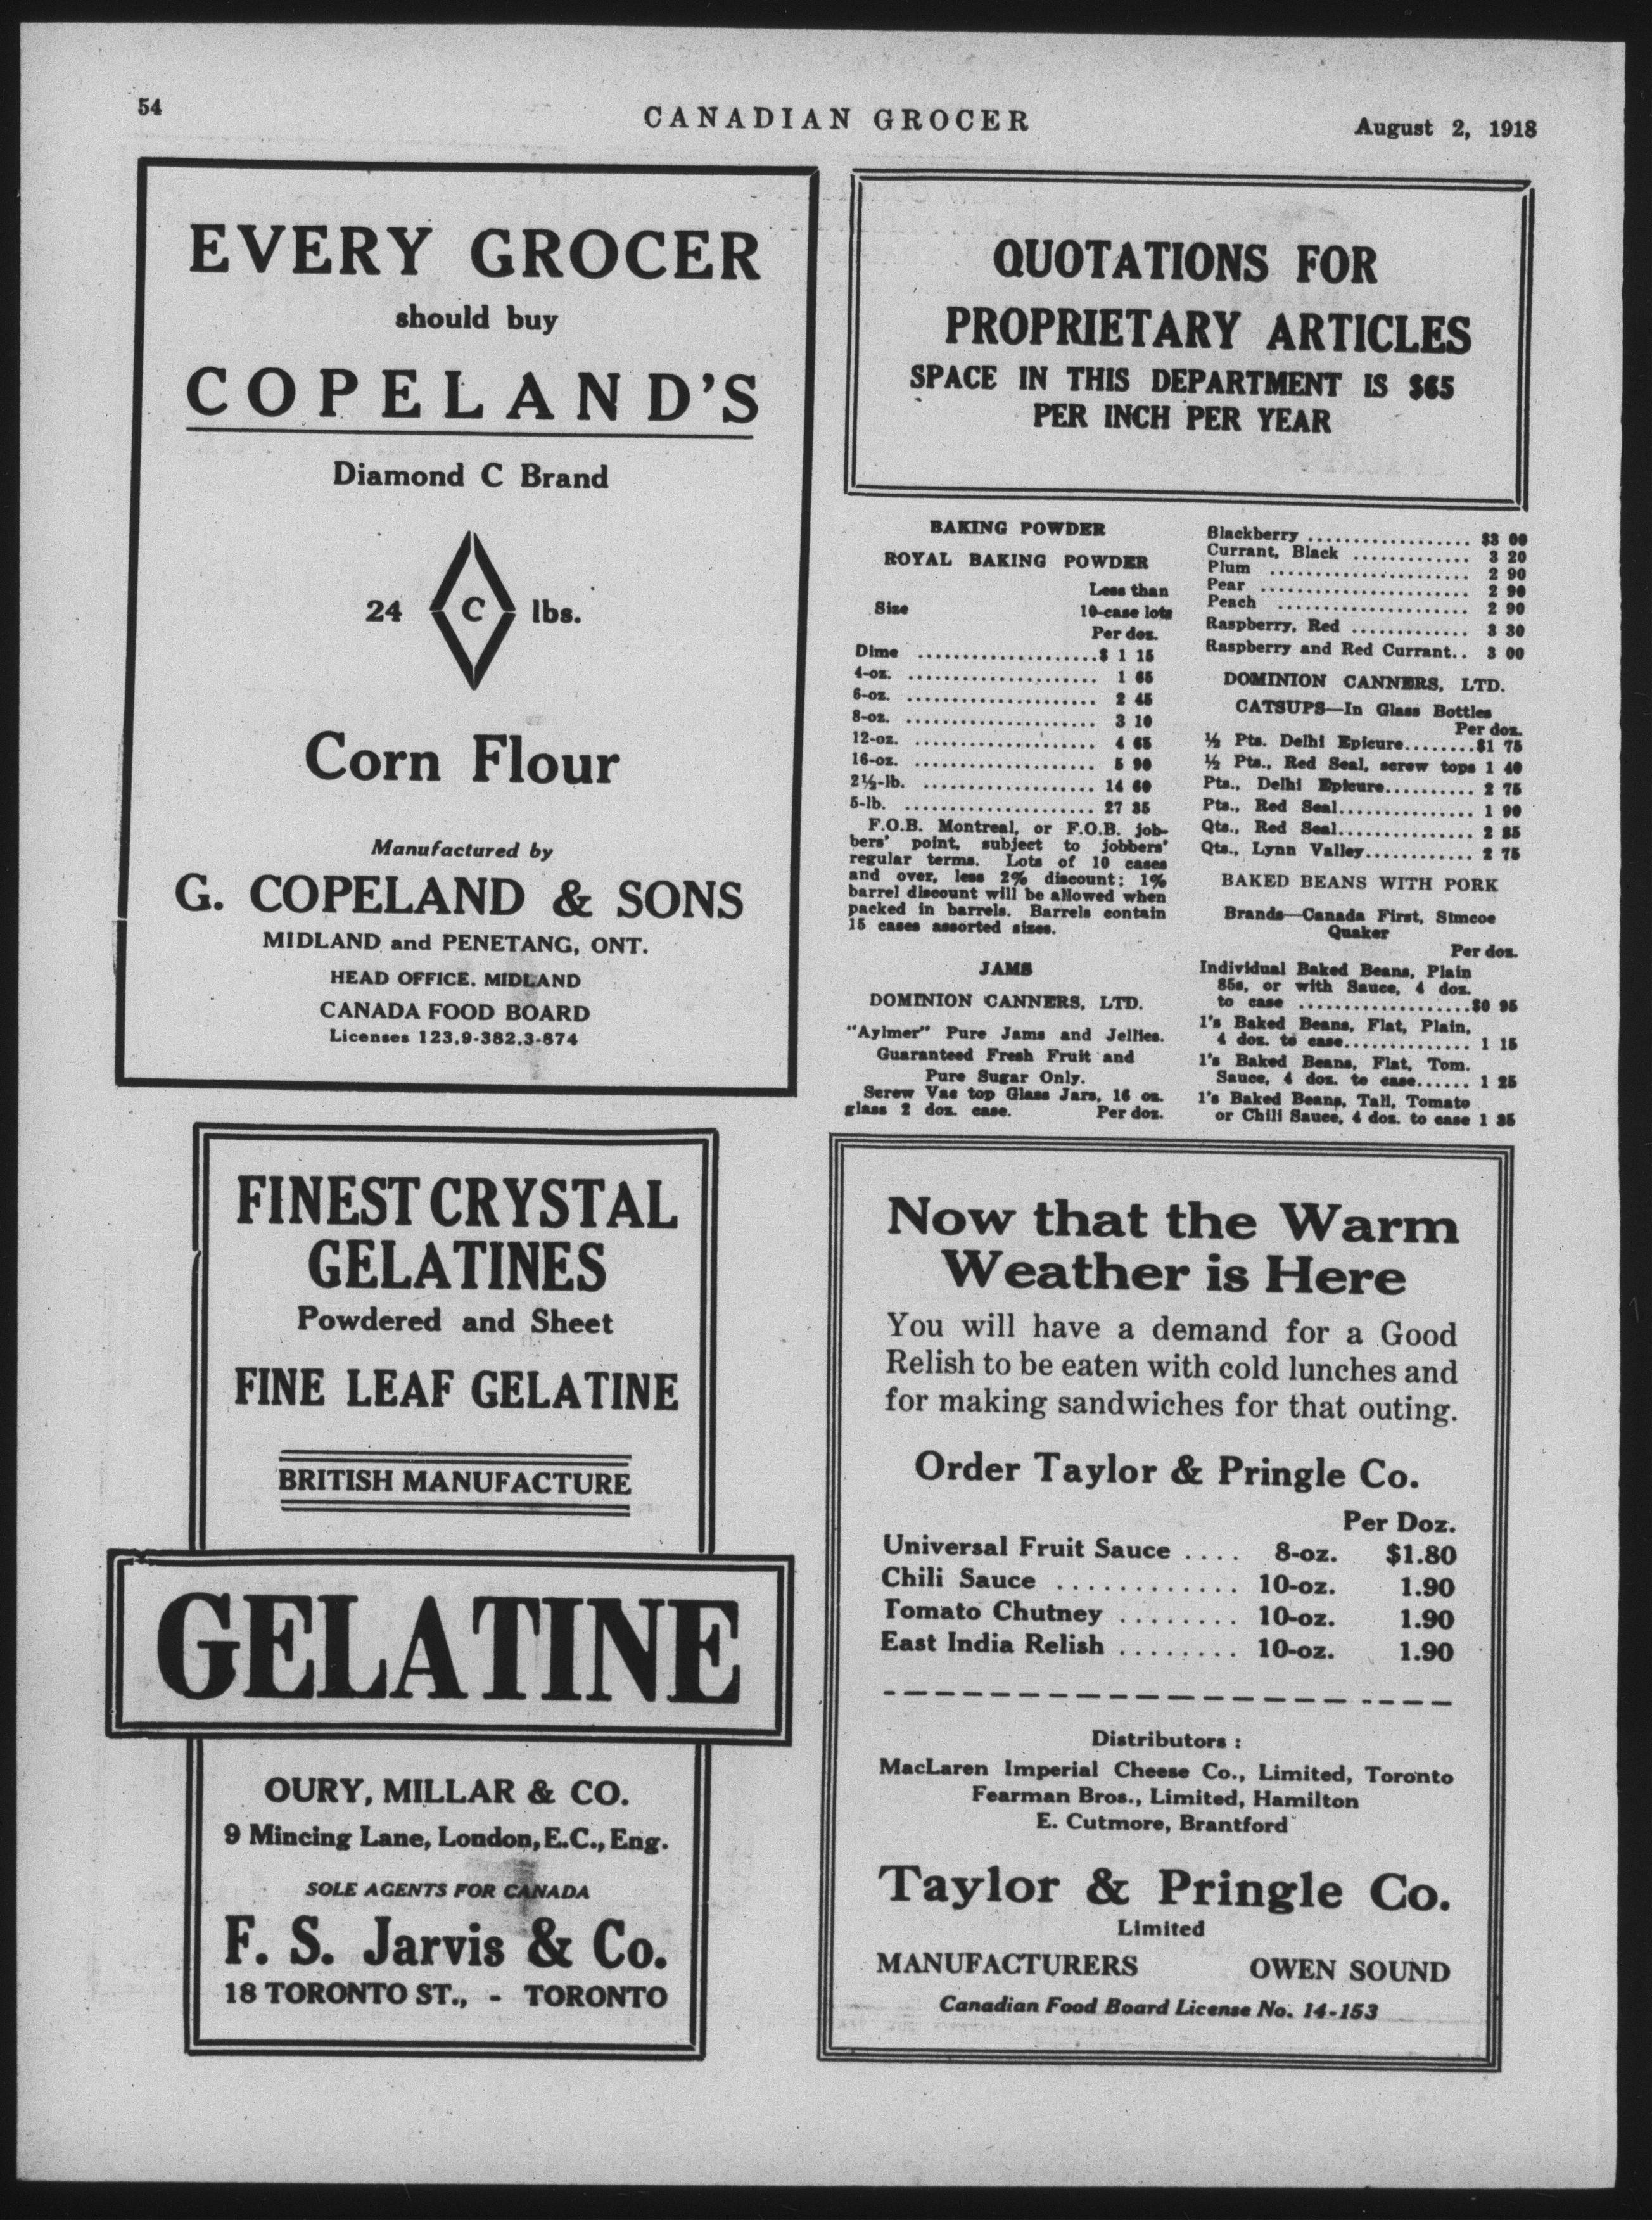 54
CANADIAN GROCER
August 2, 1918
EVERY GROCER
should buy
COPELAND'S
Diamond C Brand
24 C lbs.
Corn Flour
Manufactured by
G. COPELAND & SONS
MIDLAND and PENETANG, ONT.
HEAD OFFICE, MIDLAND
CANADA FOOD BOARD
Licenses 123,9-382,3-874
FINEST CRYSTAL
GELATINES
Powdered and Sheet
FINE LEAF GELATINE
BRITISH MANUFACTURE
GELATINE
OURY, MILLAR & CO.
9 Mincing Lane, London, E.C., Eng.
SOLE AGENTS FOR CANADA
F. S. Jarvis & Co.
18 TORONTO ST., - TORONTO
QUOTATIONS FOR
PROPRIETARY ARTICLES
SPACE IN THIS DEPARTMENT IS $65
PER INCH PER YEAR
BAKING POWDER
ROYAL BAKING POWDER
Less than
Size 10-case lots
Per doz.
Dime ....................$ 1 15
4-oz. ..................... 1 65
6-oz. ..................... 2 45
8-oz. ..................... 3 10
12-oz. .................... 4 65
16-oz. .................... 5 90
2½-lb. ................... 14 60
5-lb. ..................... 27 35
F.O.B. Montreal, or F.O.B. job-
bers' point, subject to jobbers'
regular terms. Lots of 10 cases
and over, less 2% discount; 1%
barrel discount will be allowed when
packed in barrels. Barrels contain
15 cases assorted sizes.
JAMS
DOMINION CANNERS, LTD.
"Aylmer" Pure Jams and Jellies.
Guaranteed Fresh Fruit and
Pure Sugar Only.
Screw Vac top Glass Jars, 16 oz.
glass 2 doz. case. Per doz.
Blackberry .................. $3 00
Currant, Black ............. 3 20
Plum ...................... 2 90
Pear ....................... 2 90
Peach ..................... 2 90
Raspberry, Red ............. 3 30
Raspberry and Red Currant.. 3 00
DOMINION CANNERS, LTD.
CATSUPS—In Glass Bottles
Per doz.
½ Pts. Delhi Epicure........$1 75
½ Pts., Red Seal, screw tops 1 40
Pts., Delhi Epicure.......... 2 75
Pts., Red Seal............... 1 90
Qts., Red Seal............... 2 85
Qts., Lynn Valley............ 2 75
BAKED BEANS WITH PORK
Brands—Canada First, Simcoe
Quaker
Per doz.
Individual Baked Beans, Plain
85s, or with Sauce, 4 doz.
to case ...................$0 95
1's Baked Beans, Flat, Plain,
4 doz. to case.............. 1 15
1's Baked Beans, Flat, Tom.
Sauce, 4 doz. to case...... 1 25
1's Baked Beans, Tall, Tomato
or Chili Sauce, 4 doz. to case 1 35
Now that the Warm
Weather is Here
You will have a demand for a Good
Relish to be eaten with cold lunches and
for making sandwiches for that outing.
Order Taylor & Pringle Co.
Per Doz.
Universal Fruit Sauce .... 8-oz. $1.80
Chili Sauce ............ 10-oz. 1.90
Tomato Chutney ........ 10-oz. 1.90
East India Relish ........ 10-oz. 1.90
Distributors :
MacLaren Imperial Cheese Co., Limited, Toronto
Fearman Bros., Limited, Hamilton
E. Cutmore, Brantford
Taylor & Pringle Co.
Limited
MANUFACTURERS OWEN SOUND
Canadian Food Board License No. 14-153